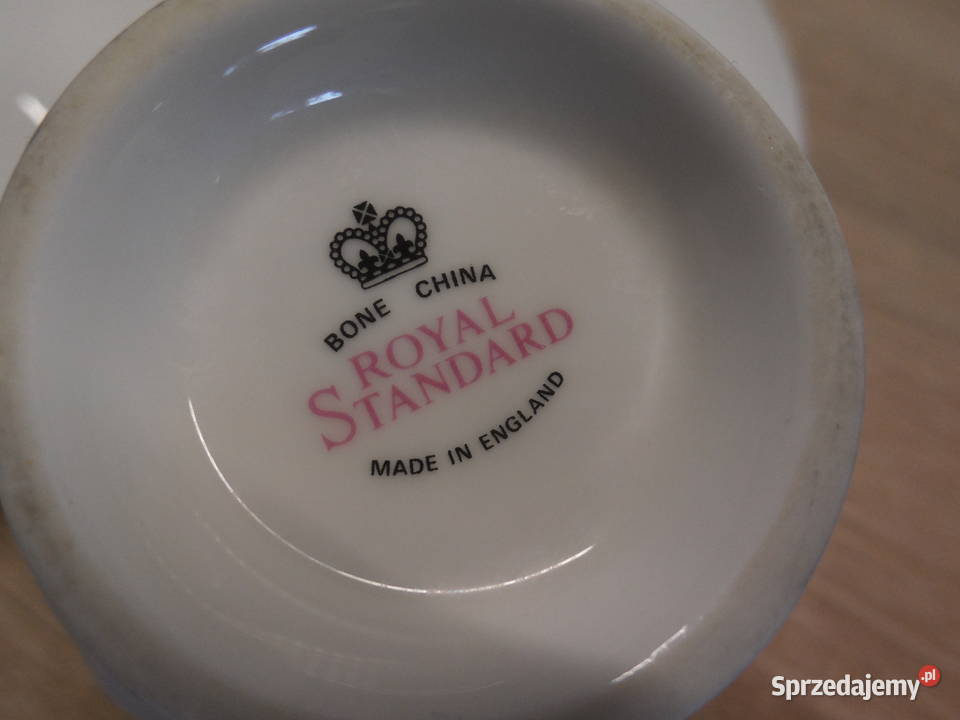 BONE CHINA
ROYAL
STANDARD
MADE IN ENGLAND
Sprzedajemy.pl